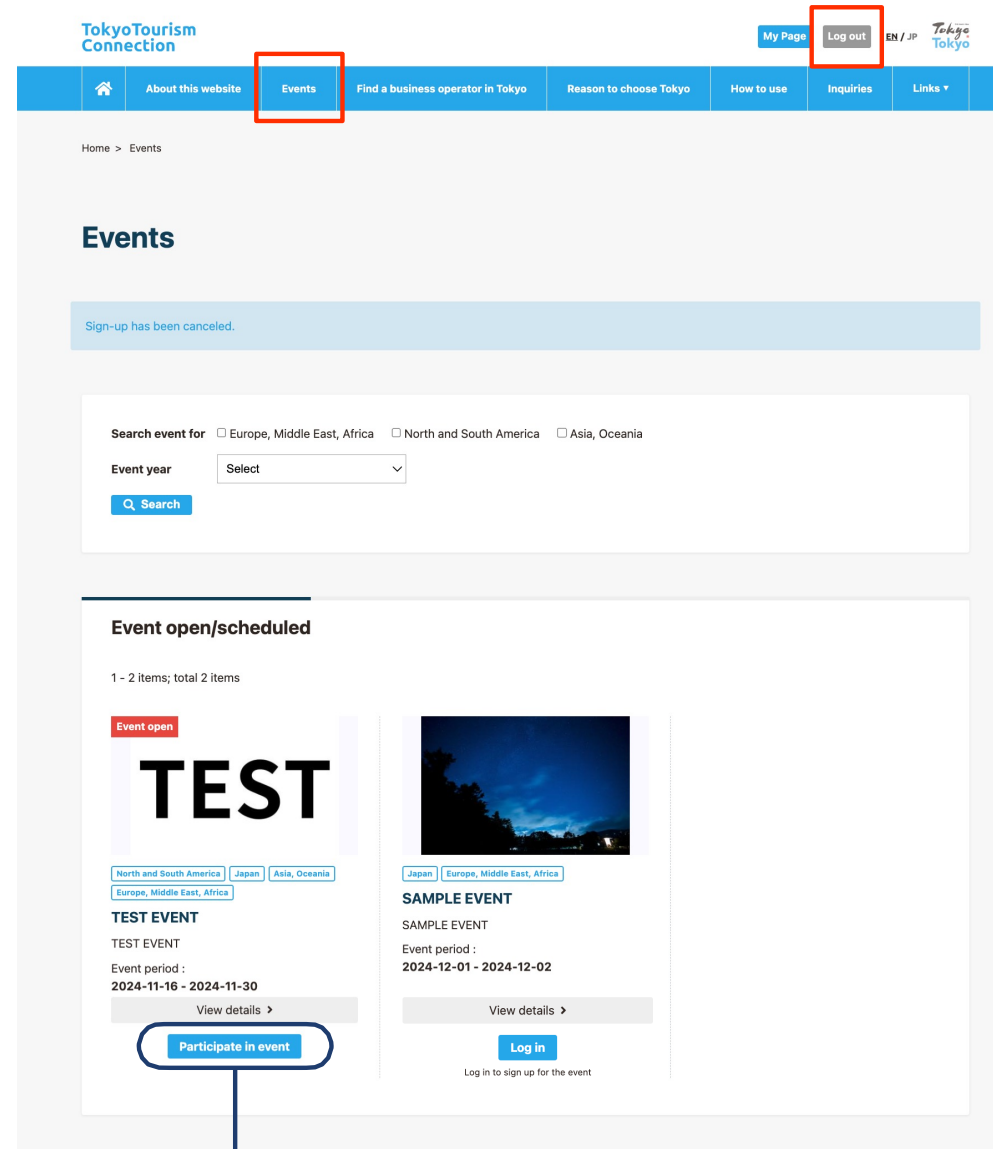 TokyoTourism
Connection
My Page
Log out
EN / JP
Tokyo
Tokyo
About this website
Events
Find a business operator in Tokyo
Reason to choose Tokyo
How to use
Inquiries
Links ▾
Home > Events
Events
Sign-up has been canceled.
Search event for Europe, Middle East, Africa North and South America Asia, Oceania
Event year Select
Search
Event open/scheduled
1 - 2 items; total 2 items
Event open
TEST
North and South America Japan Asia, Oceania
Europe, Middle East, Africa
TEST EVENT
TEST EVENT
Event period :
2024-11-16 - 2024-11-30
View details >
Participate in event
Japan Europe, Middle East, Africa
SAMPLE EVENT
SAMPLE EVENT
Event period :
2024-12-01 - 2024-12-02
View details >
Log in
Log in to sign up for the event